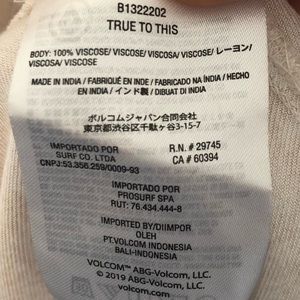 B1322202
TRUE TO THIS
BODY: 100% VISCOSE/ VISCOSE/ VISCOSA/ VISCOSE/ レーヨン/
VISCOSA/ VISCOSE
MADE IN INDIA / FABRIQUÉ EN INDE / FABRICADO NA ÍNDIA / HECHO
EN INDIA / インド製 / DIBUAT DI INDIA
ボルコムジャパン合同会社
東京都渋谷区千駄ヶ谷3-15-7
IMPORTADO POR
SURF CO. LTDA
CNPJ:53.356.259/0009-93
R.N. # 29745
CA # 60394
IMPORTADO POR
PROSURF SPA
RUT: 76.434.444-8
IMPORTED BY/DIIMPOR
OLEH
PT.VOLCOM INDONESIA
BALI-INDONESIA
VOLCOM™ ABG-Volcom, LLC.
© 2019 ABG-Volcom, LLC.
volcom.com